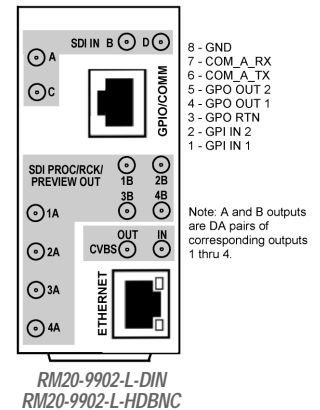 SDI IN B D
A
C
GPIO/COMM
8 - GND
7 - COM_A_RX
6 - COM_A_TX
5 - GPO OUT 2
4 - GPO OUT 1
3 - GPO RTN
2 - GPI IN 2
1 - GPI IN 1
SDI PROC/RCK/
PREVIEW OUT
1B 2B
3B 4B
1A
2A
3A
4A
OUT IN
CVBS
ETHERNET
Note: A and B outputs
are DA pairs of
corresponding outputs
1 thru 4.
RM20-9902-L-DIN
RM20-9902-L-HDBNC